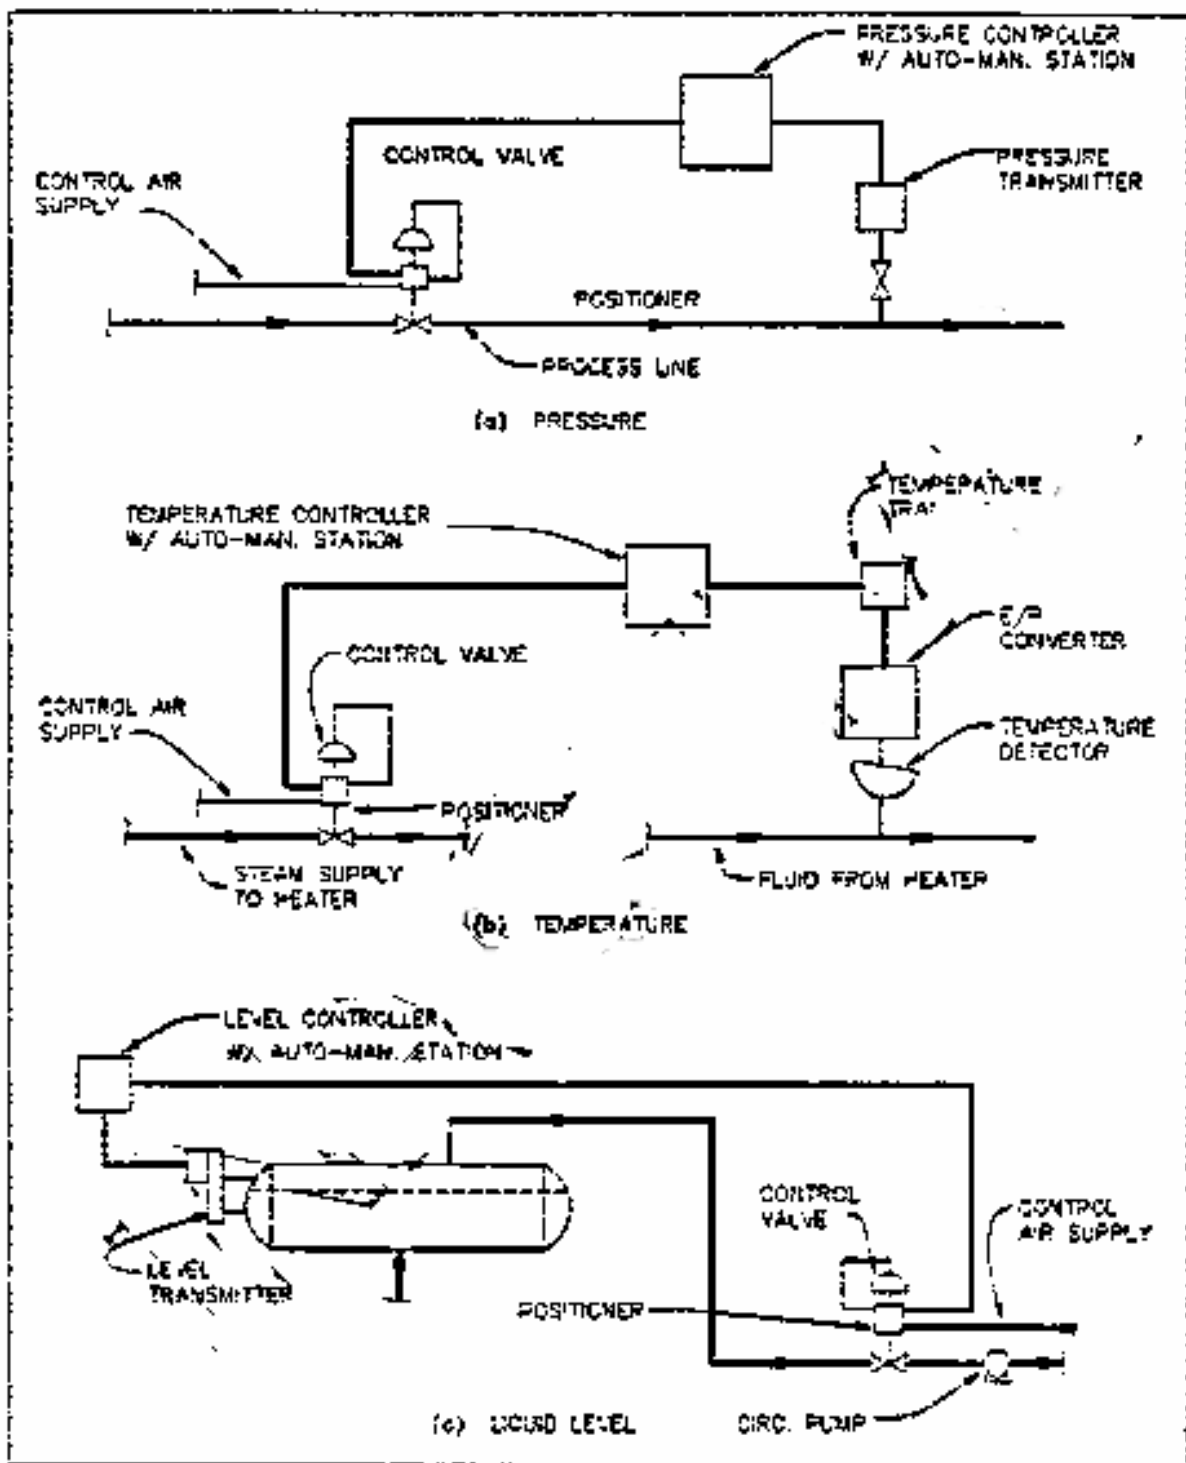 PRESSURE CONTROLLER
W/ AUTO-MAN. STATION
CONTROL VALVE
PRESSURE
TRANSMITTER
CONTROL AIR
SUPPLY
POSITIONER
PROCESS LINE
(a) PRESSURE
TEMPERATURE
TRAN
TEMPERATURE CONTROLLER
W/ AUTO-MAN. STATION
E/P
CONVERTER
CONTROL VALVE
CONTROL AIR
SUPPLY
TEMPERATURE
DETECTOR
POSITIONER
STEAM SUPPLY
TO HEATER
FLUID FROM HEATER
(b) TEMPERATURE
LEVEL CONTROLLER
W/ AUTO-MAN. STATION
CONTROL
VALVE
CONTROL
AIR SUPPLY
LEVEL
TRANSMITTER
POSITIONER
(c) LIQUID LEVEL
CIRC. PUMP